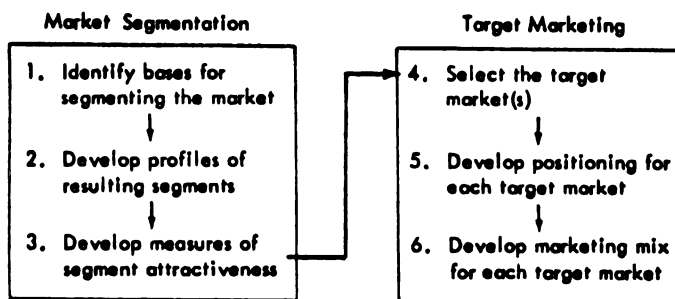 Market Segmentation
1. Identify bases for
segmenting the market
2. Develop profiles of
resulting segments
3. Develop measures of
segment attractiveness
Target Marketing
4. Select the target
market(s)
5. Develop positioning for
each target market
6. Develop marketing mix
for each target market